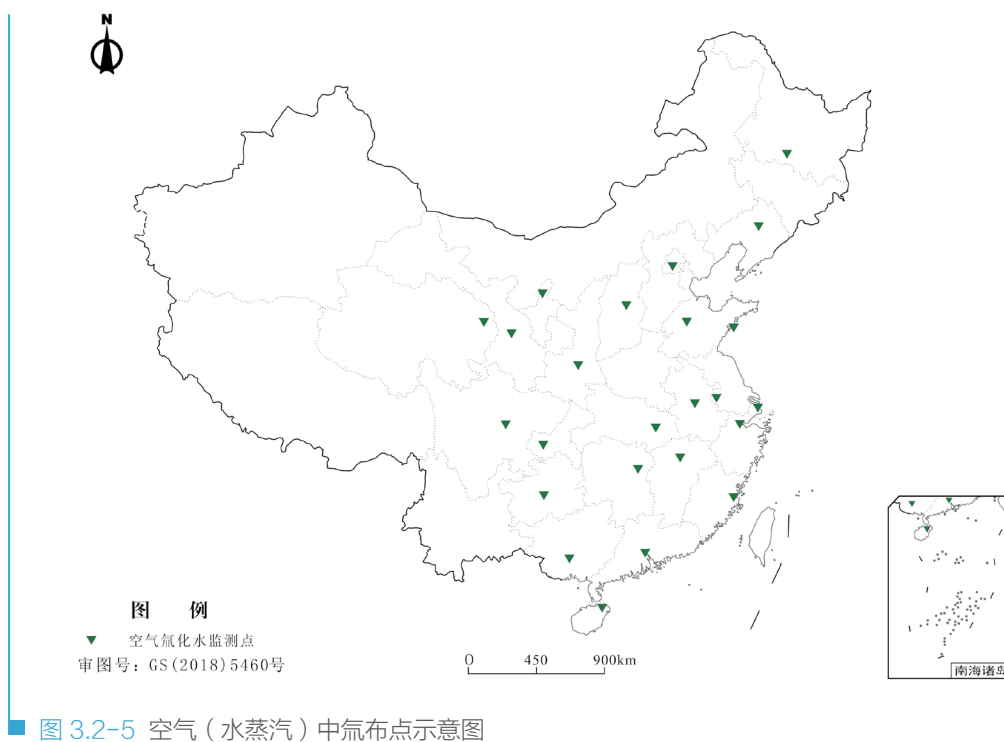 N
图 例
空气氚化水监测点
审图号：GS(2018)5460号
0 450 900km
南海诸岛
图 3.2-5 空气（水蒸汽）中氚布点示意图